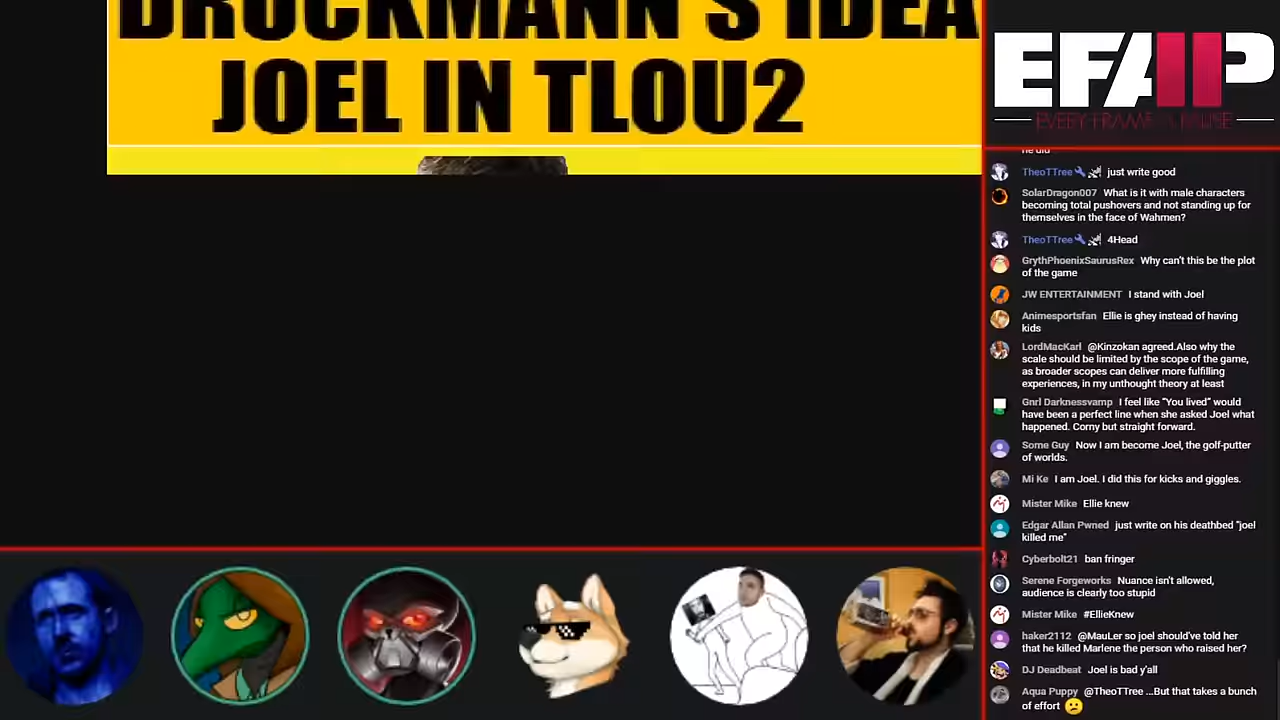 DRUCKMANN'S IDEA
JOEL IN TLOU2
EFAP
EVERY FRAME A PAUSE
he did
TheoTTree just write good
SolarDragon007 What is it with male characters
becoming total pushovers and not standing up for
themselves in the face of Wahmen?
TheoTTree 4Head
GrythPhoenixSaurusRex Why can't this be the plot
of the game
JW ENTERTAINMENT I stand with Joel
Animesportsfan Ellie is ghey instead of having
kids
LordMacKarl @Kinzokan agreed.Also why the
scale should be limited by the scope of the game,
as broader scopes can deliver more fulfilling
experiences, in my unthought theory at least
Gnrl Darknessvamp I feel like "You lived" would
have been a perfect line when she asked Joel what
happened. Corny but straight forward.
Some Guy Now I am become Joel, the golf-putter
of worlds.
Mi Ke I am Joel. I did this for kicks and giggles.
Mister Mike Ellie knew
Edgar Allan Pwned just write on his deathbed "joel
killed me"
Cyberbolt21 ban fringer
Serene Forgeworks Nuance isn't allowed,
audience is clearly too stupid
Mister Mike #EllieKnew
haker2112 @MauLer so joel should've told her
that he killed Marlene the person who raised her?
DJ Deadbeat Joel is bad y'all
Aqua Puppy @TheoTTree ...But that takes a bunch
of effort